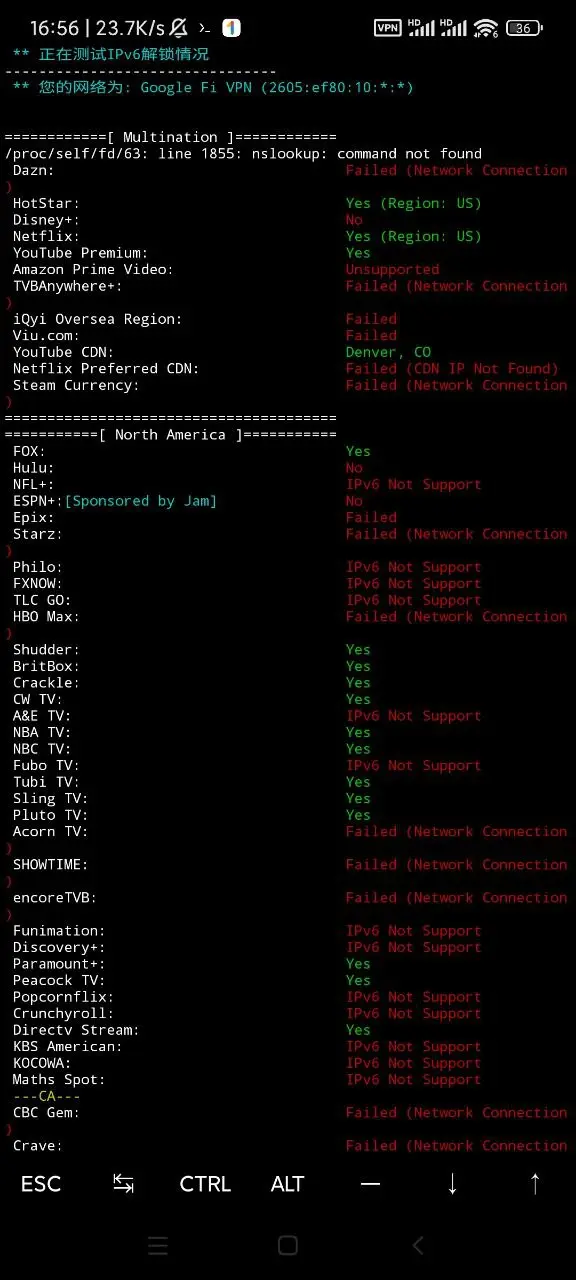 16:56 | 23.7K/s
VPN HD HD 6 36
** 正在测试IPv6解锁情况
--------------------------------
** 您的网络为: Google Fi VPN (2605:ef80:10:*:*)
============[ Multination ]============
/proc/self/fd/63: line 1855: nslookup: command not found
Dazn: Failed (Network Connection
)
HotStar: Yes (Region: US)
Disney+: No
Netflix: Yes (Region: US)
YouTube Premium: Yes
Amazon Prime Video: Unsupported
TVBAnywhere+: Failed (Network Connection
)
iQyi Oversea Region: Failed
Viu.com: Failed
YouTube CDN: Denver, CO
Netflix Preferred CDN: Failed (CDN IP Not Found)
Steam Currency: Failed (Network Connection
)
=======================================
===========[ North America ]===========
FOX: Yes
Hulu: No
NFL+: IPv6 Not Support
ESPN+:[Sponsored by Jam] No
Epix: Failed
Starz: Failed (Network Connection
)
Philo: IPv6 Not Support
FXNOW: IPv6 Not Support
TLC GO: IPv6 Not Support
HBO Max: Failed (Network Connection
)
Shudder: Yes
BritBox: Yes
Crackle: Yes
CW TV: Yes
A&E TV: IPv6 Not Support
NBA TV: Yes
NBC TV: Yes
Fubo TV: IPv6 Not Support
Tubi TV: Yes
Sling TV: Yes
Pluto TV: Yes
Acorn TV: Failed (Network Connection
)
SHOWTIME: Failed (Network Connection
)
encoreTVB: Failed (Network Connection
)
Funimation: IPv6 Not Support
Discovery+: IPv6 Not Support
Paramount+: Yes
Peacock TV: Yes
Popcornflix: IPv6 Not Support
Crunchyroll: IPv6 Not Support
Directv Stream: Yes
KBS American: IPv6 Not Support
KOCOWA: IPv6 Not Support
Maths Spot: IPv6 Not Support
---CA---
CBC Gem: Failed (Network Connection
)
Crave: Failed (Network Connection
ESC ↹ CTRL ALT — ↓ ↑